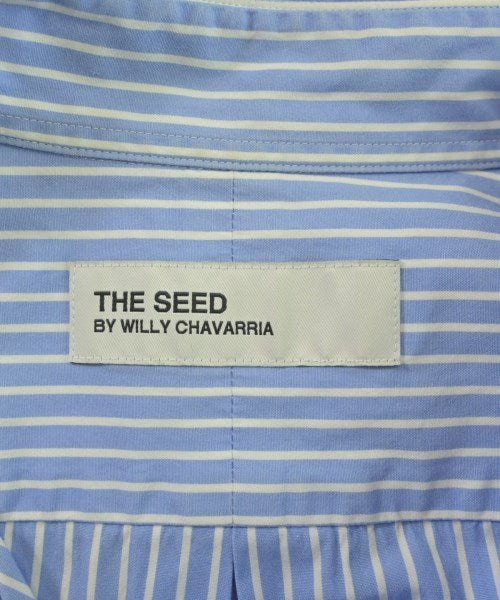 THE SEED
BY WILLY CHAVARRIA